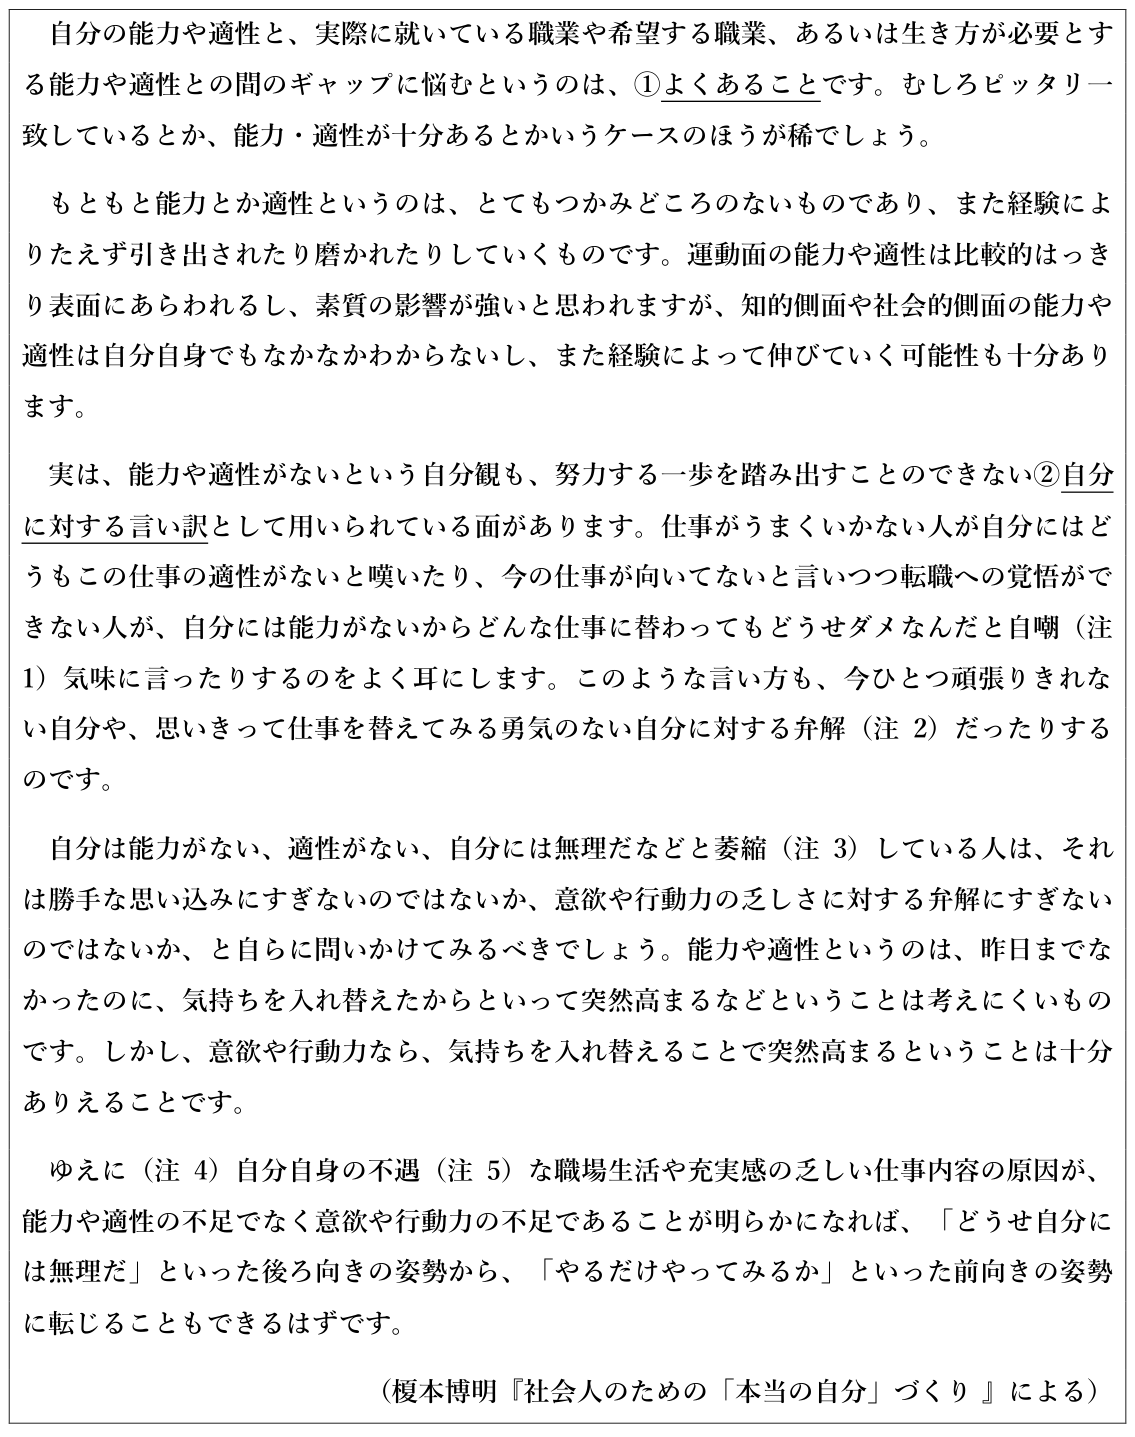 自分の能力や適性と、実際に就いている職業や希望する職業、あるいは生き方が必要とす
る能力や適性との間のギャップに悩むというのは、①よくあることです。むしろピッタリ一
致しているとか、能力・適性が十分あるとかいうケースのほうが稀でしょう。
　もともと能力とか適性というのは、とてもつかみどころのないものであり、また経験によ
りたえず引き出されたり磨かれたりしていくものです。運動面の能力や適性は比較的はっき
り表面にあらわれるし、素質の影響が強いと思われますが、知的側面や社会的側面の能力や
適性は自分自身でもなかなかわからないし、また経験によって伸びていく可能性も十分あり
ます。
　実は、能力や適性がないという自分観も、努力する一歩を踏み出すことのできない②自分
に対する言い訳として用いられている面があります。仕事がうまくいかない人が自分にはど
うもこの仕事の適性がないと嘆いたり、今の仕事が向いてないと言いつつ転職への覚悟がで
きない人が、自分には能力がないからどんな仕事に替わってもどうせダメなんだと自嘲（注
1）気味に言ったりするのをよく耳にします。このような言い方も、今ひとつ頑張りきれな
い自分や、思いきって仕事を替えてみる勇気のない自分に対する弁解（注 2）だったりする
のです。
　自分は能力がない、適性がない、自分には無理だなどと萎縮（注 3）している人は、それ
は勝手な思い込みにすぎないのではないか、意欲や行動力の乏しさに対する弁解にすぎない
のではないか、と自らに問いかけてみるべきでしょう。能力や適性というのは、昨日までな
かったのに、気持ちを入れ替えたからといって突然高まるなどということは考えにくいもの
です。しかし、意欲や行動力なら、気持ちを入れ替えることで突然高まるということは十分
ありえることです。
　ゆえに（注 4）自分自身の不遇（注 5）な職場生活や充実感の乏しい仕事内容の原因が、
能力や適性の不足でなく意欲や行動力の不足であることが明らかになれば、「どうせ自分に
は無理だ」といった後ろ向きの姿勢から、「やるだけやってみるか」といった前向きの姿勢
に転じることもできるはずです。
（榎本博明『社会人のための「本当の自分」づくり 』による）